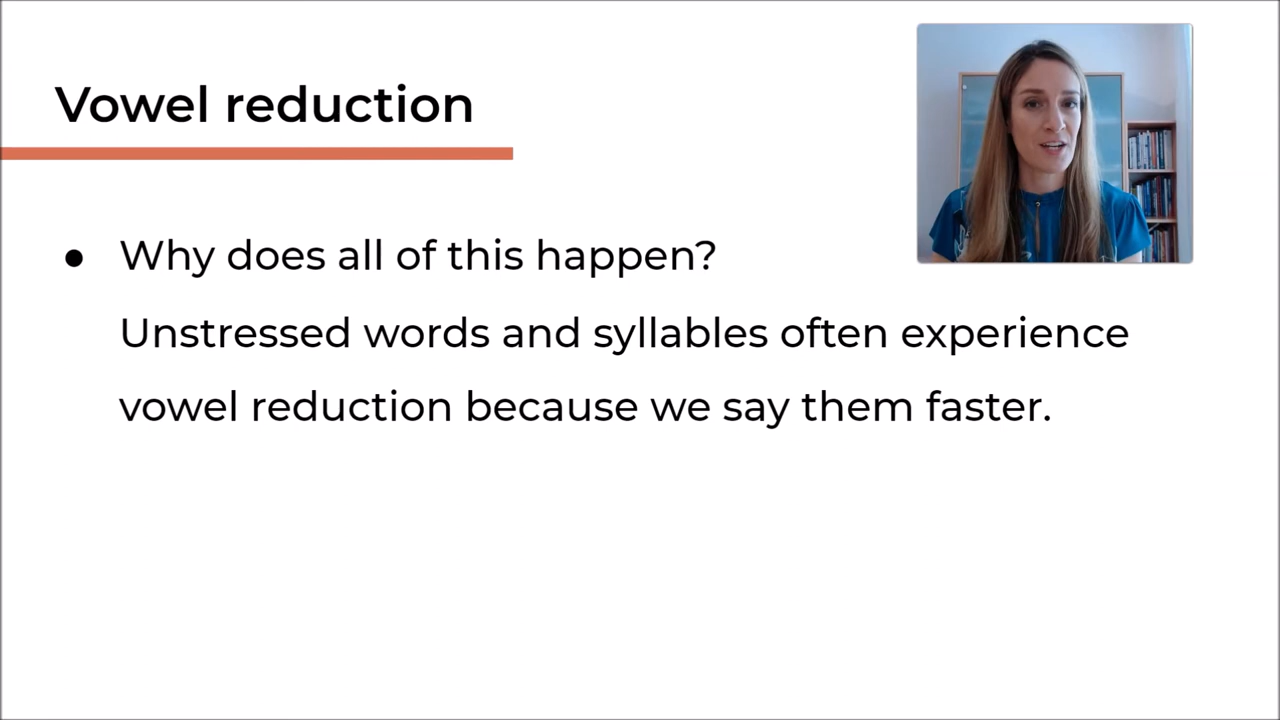 Vowel reduction
● Why does all of this happen?
Unstressed words and syllables often experience
vowel reduction because we say them faster.